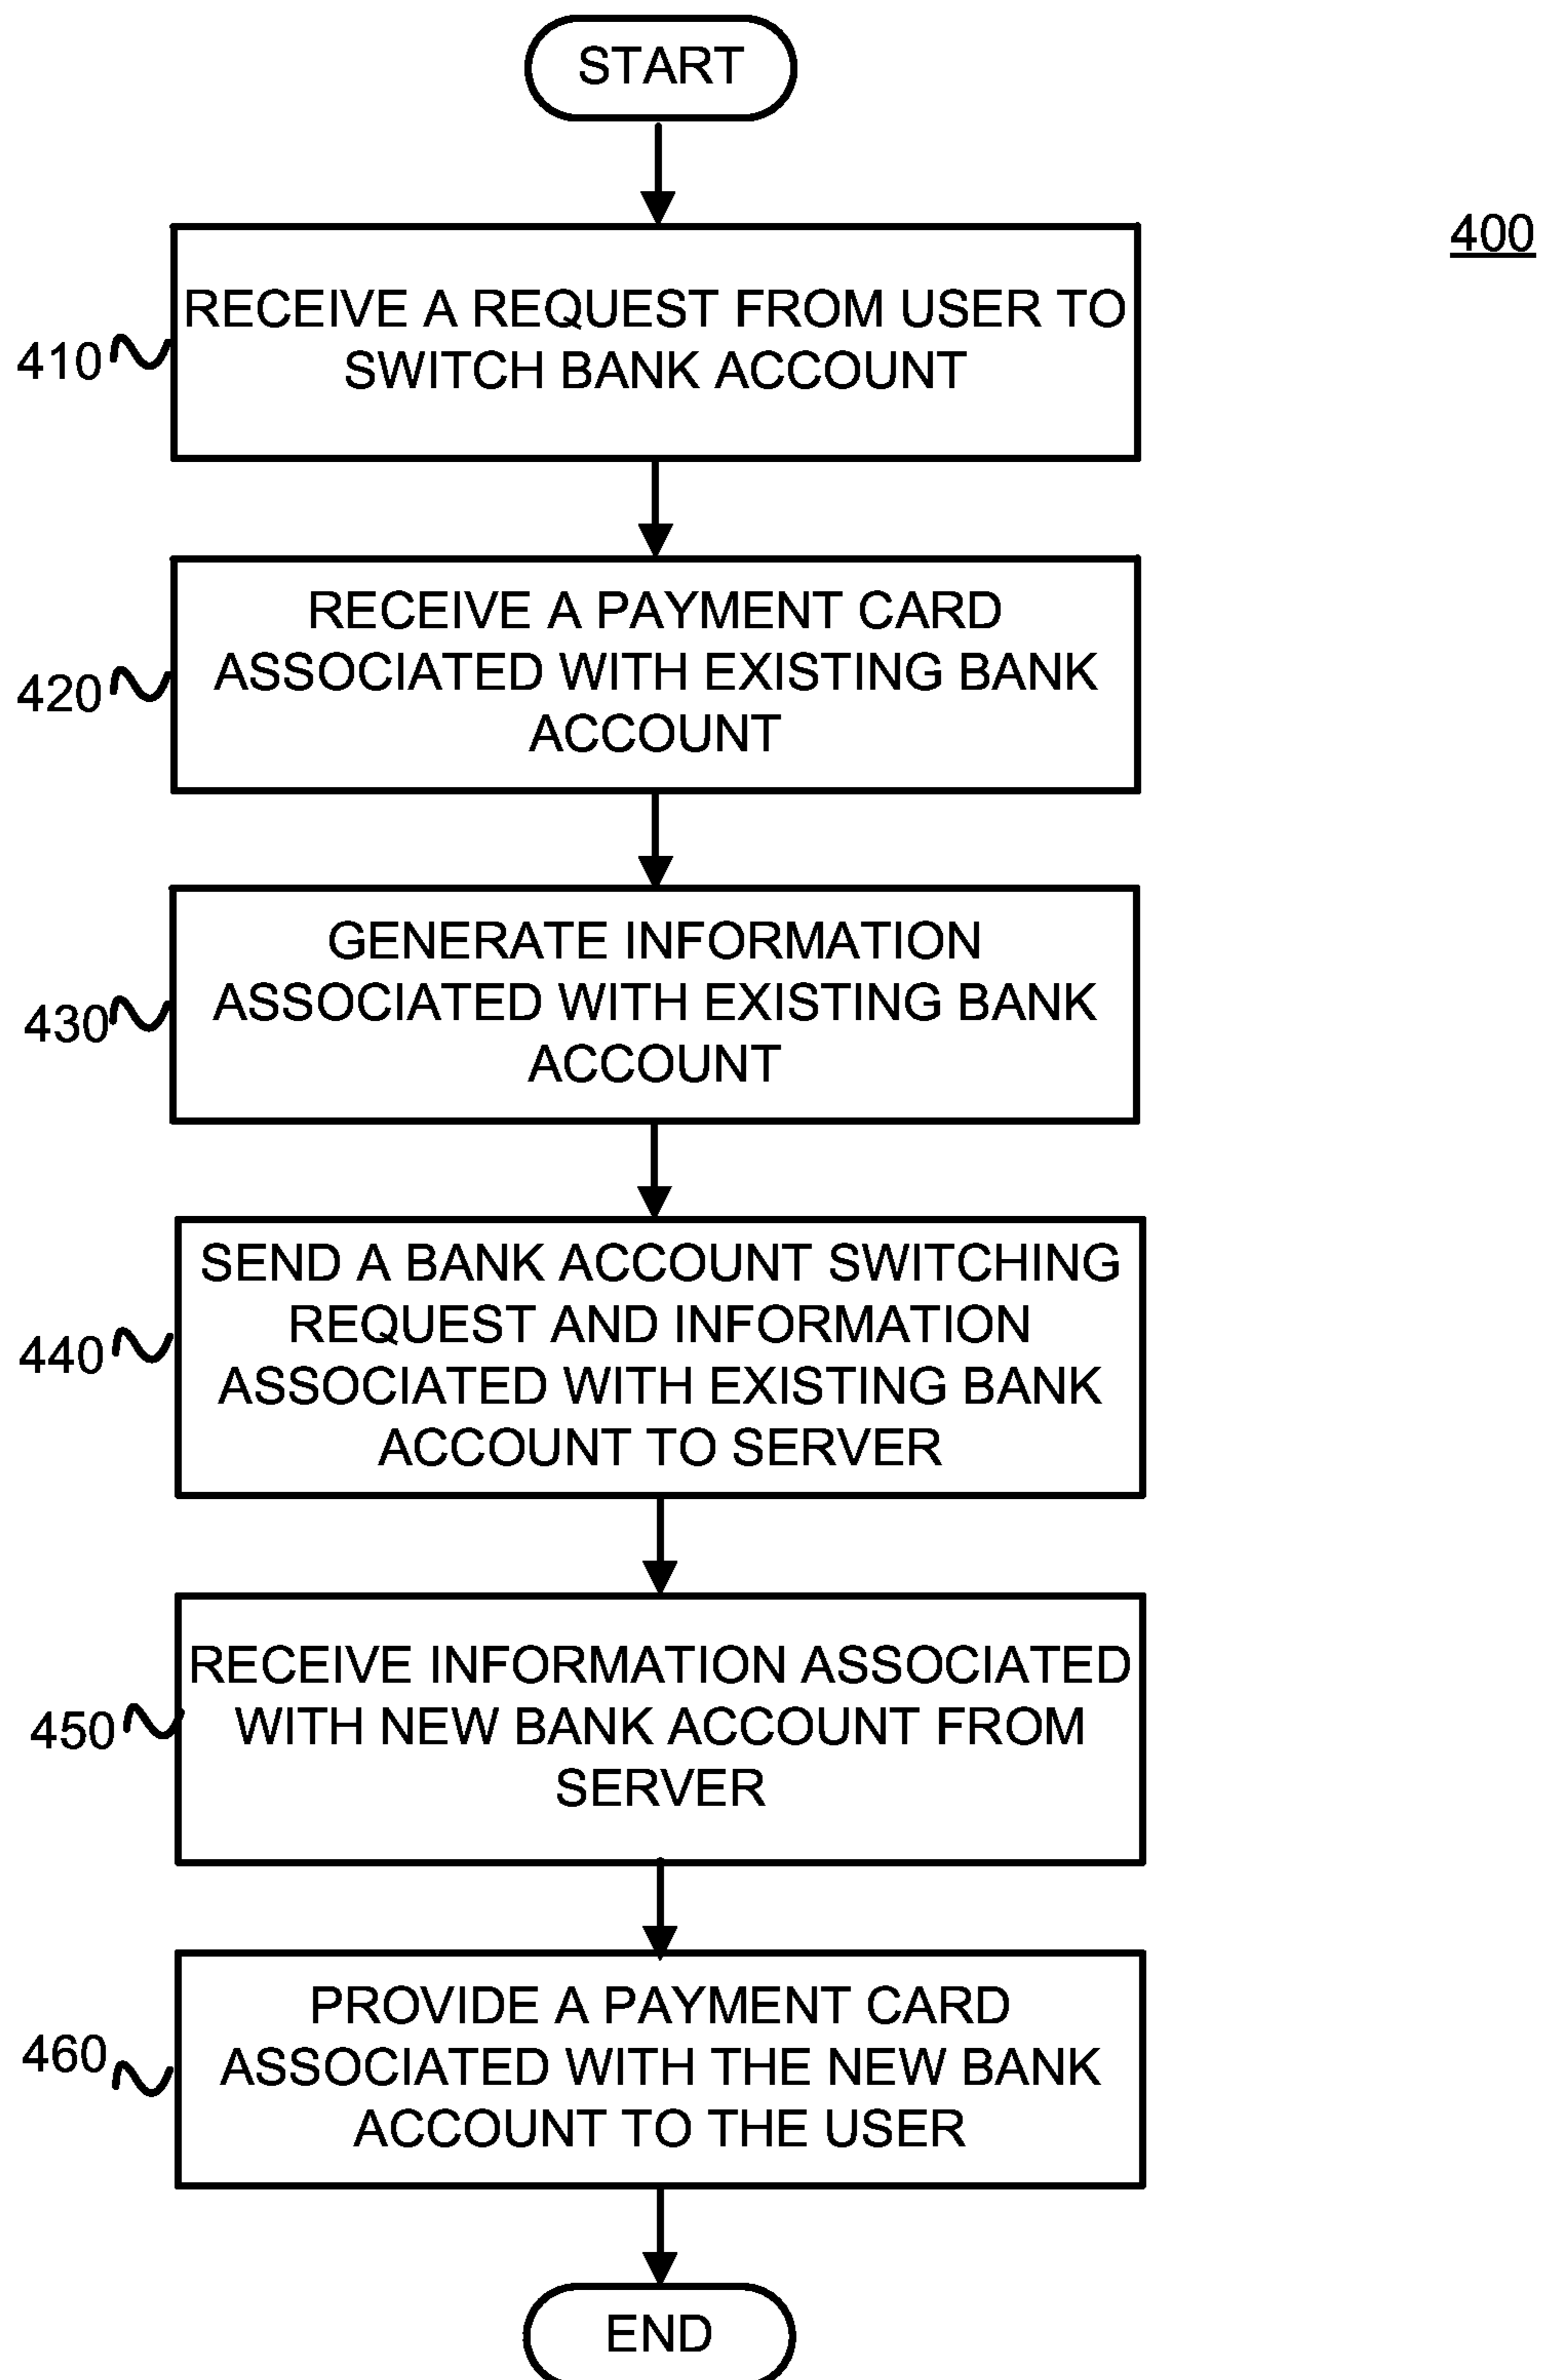 START
400
RECEIVE A REQUEST FROM USER TO
SWITCH BANK ACCOUNT
410
RECEIVE A PAYMENT CARD
ASSOCIATED WITH EXISTING BANK
ACCOUNT
420
GENERATE INFORMATION
ASSOCIATED WITH EXISTING BANK
ACCOUNT
430
SEND A BANK ACCOUNT SWITCHING
REQUEST AND INFORMATION
ASSOCIATED WITH EXISTING BANK
ACCOUNT TO SERVER
440
RECEIVE INFORMATION ASSOCIATED
WITH NEW BANK ACCOUNT FROM
SERVER
450
PROVIDE A PAYMENT CARD
ASSOCIATED WITH THE NEW BANK
ACCOUNT TO THE USER
460
END